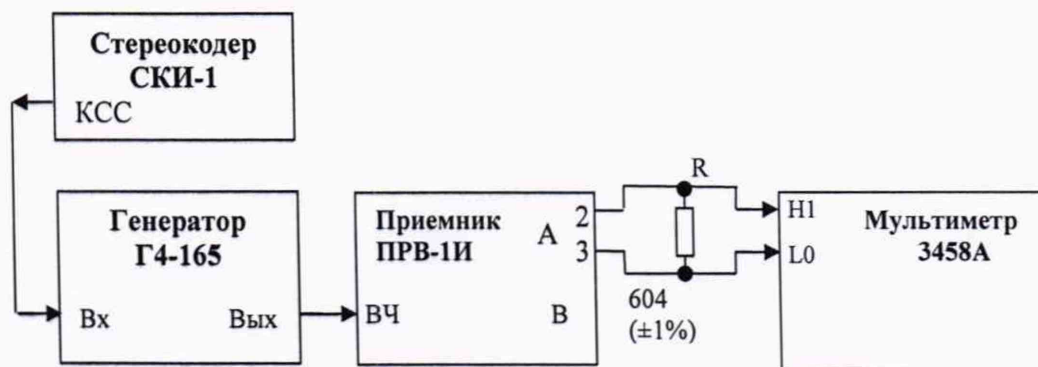 Стереокодер
СКИ-1
КСС
Генератор
Г4-165
Вх Вых
Приемник
ПРВ-1И
А 2
3
ВЧ В
R
604
(±1%)
H1
L0
Мультиметр
3458А